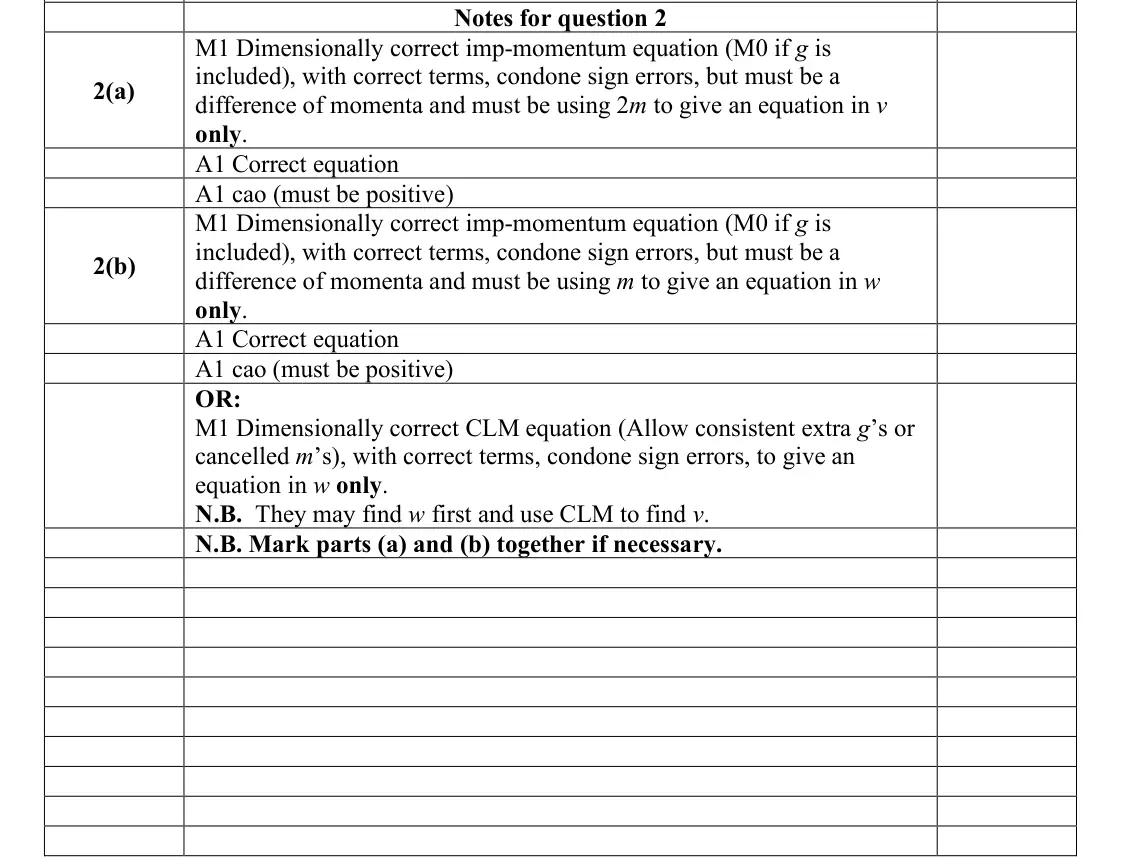 Notes for question 2
2(a)
M1 Dimensionally correct imp-momentum equation (M0 if g is
included), with correct terms, condone sign errors, but must be a
difference of momenta and must be using 2m to give an equation in v
only.
A1 Correct equation
A1 cao (must be positive)
2(b)
M1 Dimensionally correct imp-momentum equation (M0 if g is
included), with correct terms, condone sign errors, but must be a
difference of momenta and must be using m to give an equation in w
only.
A1 Correct equation
A1 cao (must be positive)
OR:
M1 Dimensionally correct CLM equation (Allow consistent extra g’s or
cancelled m’s), with correct terms, condone sign errors, to give an
equation in w only.
N.B. They may find w first and use CLM to find v.
N.B. Mark parts (a) and (b) together if necessary.